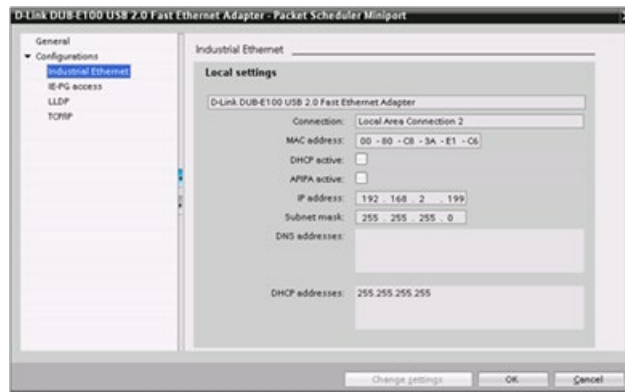 D-Link DUB-E100 USB 2.0 Fast Ethernet Adapter - Packet Scheduler Miniport
General
Configurations
Industrial Ethernet
IE-PG access
LLDP
TCP/IP
Industrial Ethernet
Local settings
D-Link DUB-E100 USB 2.0 Fast Ethernet Adapter
Connection: Local Area Connection 2
MAC address: 00 - 80 - C8 - 3A - E1 - C6
DHCP active:
APIPA active:
IP address: 192 . 168 . 2 . 199
Subnet mask: 255 . 255 . 255 . 0
DNS addresses:
DHCP addresses: 255.255.255.255
Change settings
OK
Cancel